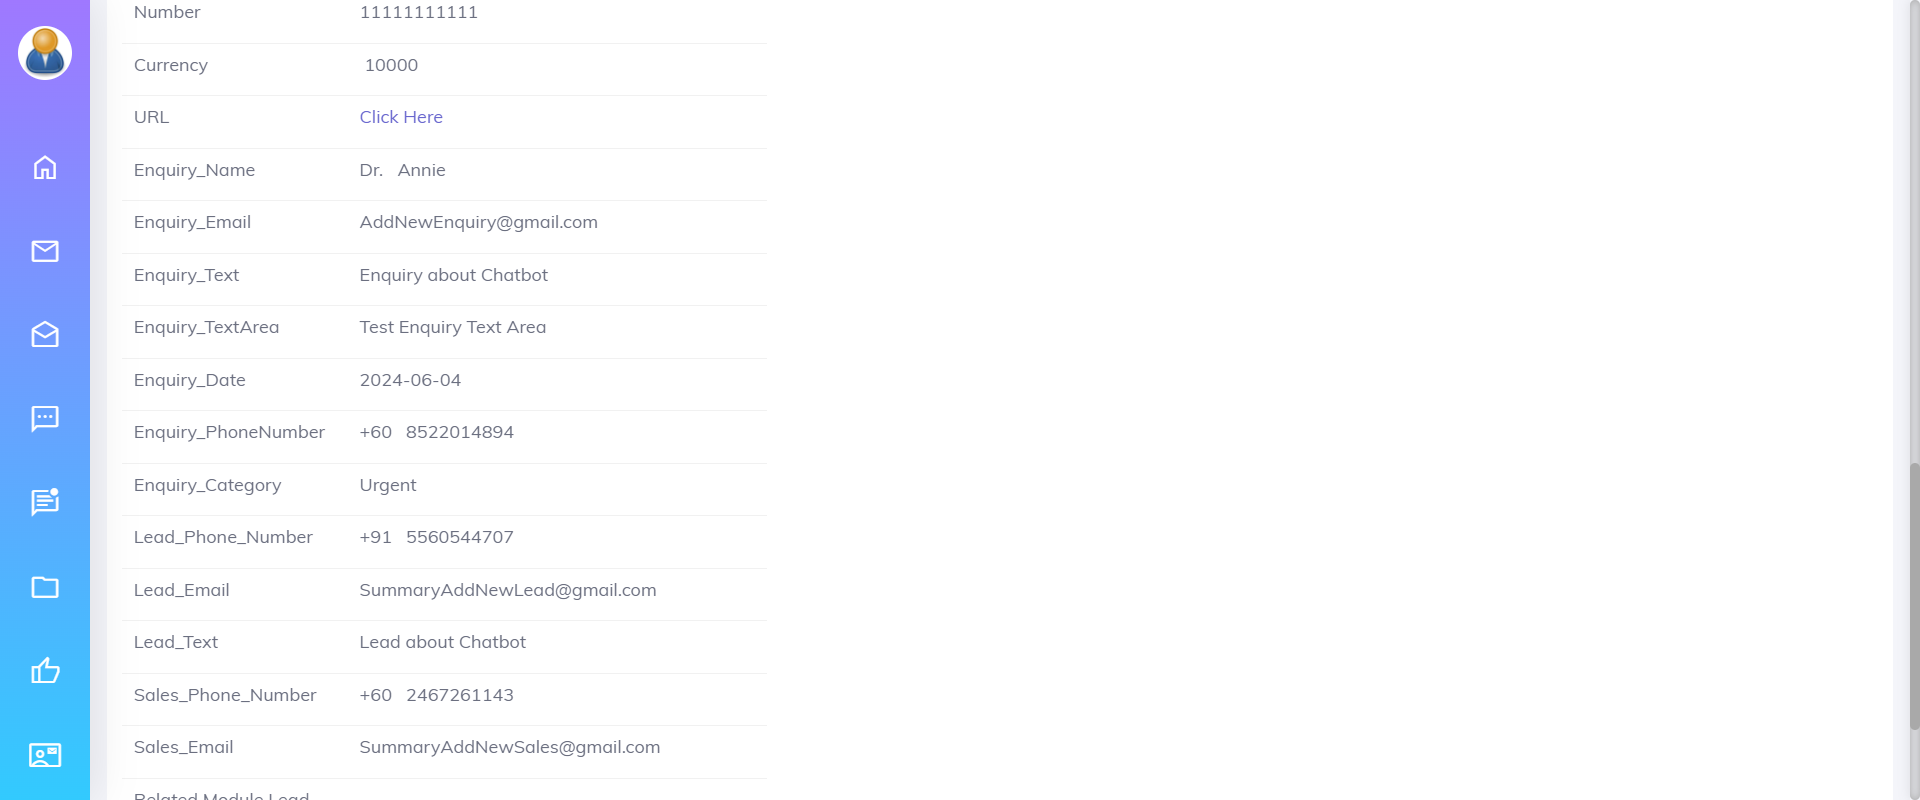 Number 11111111111
Currency 10000
URL Click Here
Enquiry_Name Dr. Annie
Enquiry_Email AddNewEnquiry@gmail.com
Enquiry_Text Enquiry about Chatbot
Enquiry_TextArea Test Enquiry Text Area
Enquiry_Date 2024-06-04
Enquiry_PhoneNumber +60 8522014894
Enquiry_Category Urgent
Lead_Phone_Number +91 5560544707
Lead_Email SummaryAddNewLead@gmail.com
Lead_Text Lead about Chatbot
Sales_Phone_Number +60 2467261143
Sales_Email SummaryAddNewSales@gmail.com
Related Module Lead